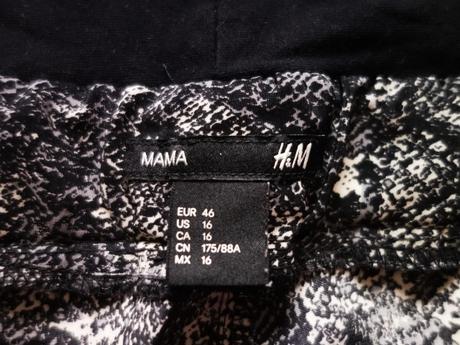 MAMA H&M
EUR 46
US 16
CA 16
CN 175/88A
MX 16